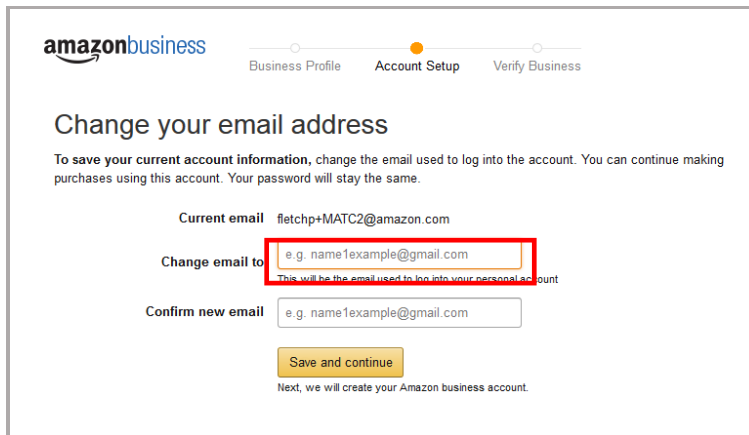 amazonbusiness
Business Profile
Account Setup
Verify Business
Change your email address
To save your current account information, change the email used to log into the account. You can continue making
purchases using this account. Your password will stay the same.
Current email fletchp+MATC2@amazon.com
Change email to e.g. name1example@gmail.com
This will be the email used to log into your personal account
Confirm new email e.g. name1example@gmail.com
Save and continue
Next, we will create your Amazon business account.